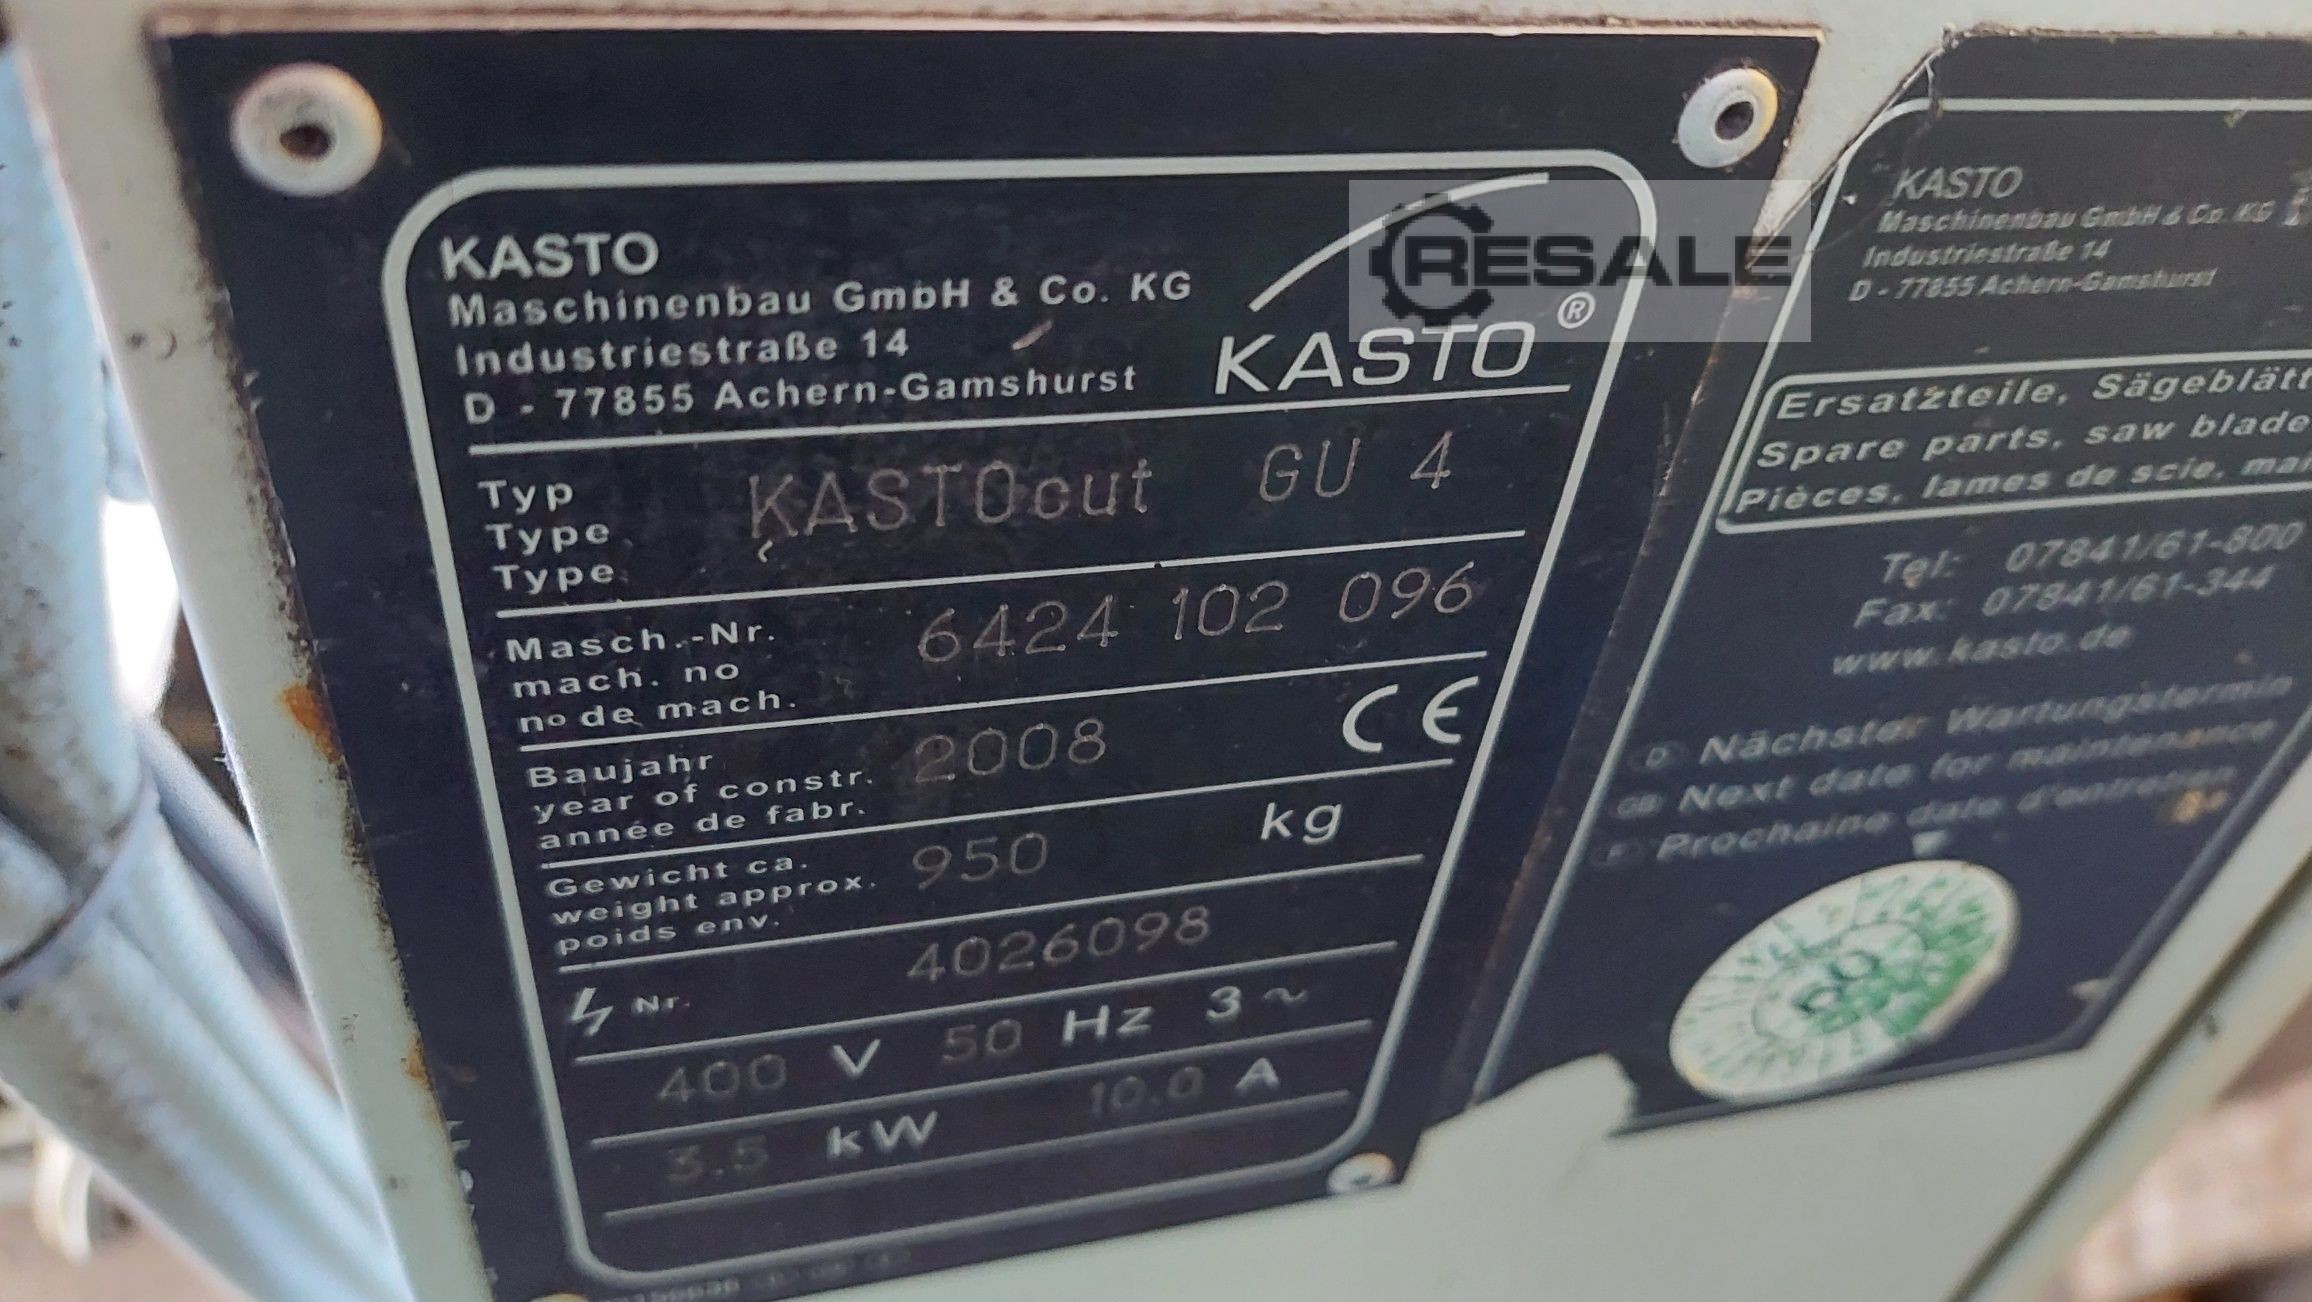 KASTO
Maschinenbau GmbH & Co. KG
Industriestraße 14
D - 77855 Achern-Gamshurst
KASTO ®
RESALE
Typ
Type
Type
KASTOcut GU 4
Masch.-Nr.
mach. no
no de mach.
6424 102 096
Baujahr
year of constr.
année de fabr.
2008
CE
Gewicht ca.
weight approx.
poids env.
950 kg
Nr. 4026098
400 V 50 Hz 3 ~
3.5 kW 10.0 A
KASTO
Maschinenbau GmbH & Co. KG
Industriestraße 14
D - 77855 Achern-Gamshurst
Ersatzteile, Sägeblätt
Spare parts, saw blade
Pièces, lames de scie, mai
Tel: 07841/61-800
Fax: 07841/61-344
www.kasto.de
D Nächster Wartungstermin
GB Next date for maintenance
F Prochaine date d'entretien